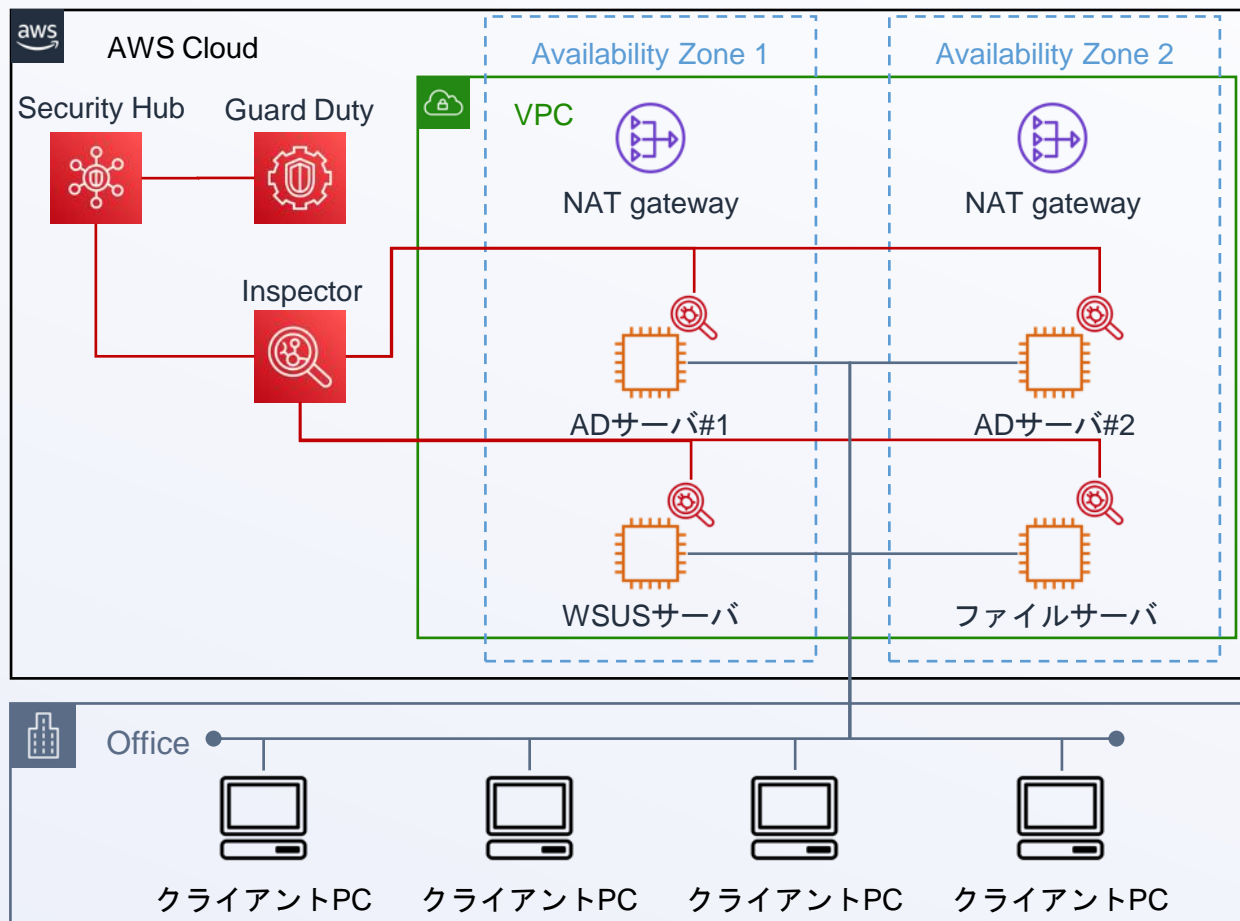 aws
AWS Cloud
Availability Zone 1
Availability Zone 2
Security Hub
Guard Duty
VPC
NAT gateway
NAT gateway
Inspector
ADサーバ#1
ADサーバ#2
WSUSサーバ
ファイルサーバ
Office
クライアントPC
クライアントPC
クライアントPC
クライアントPC